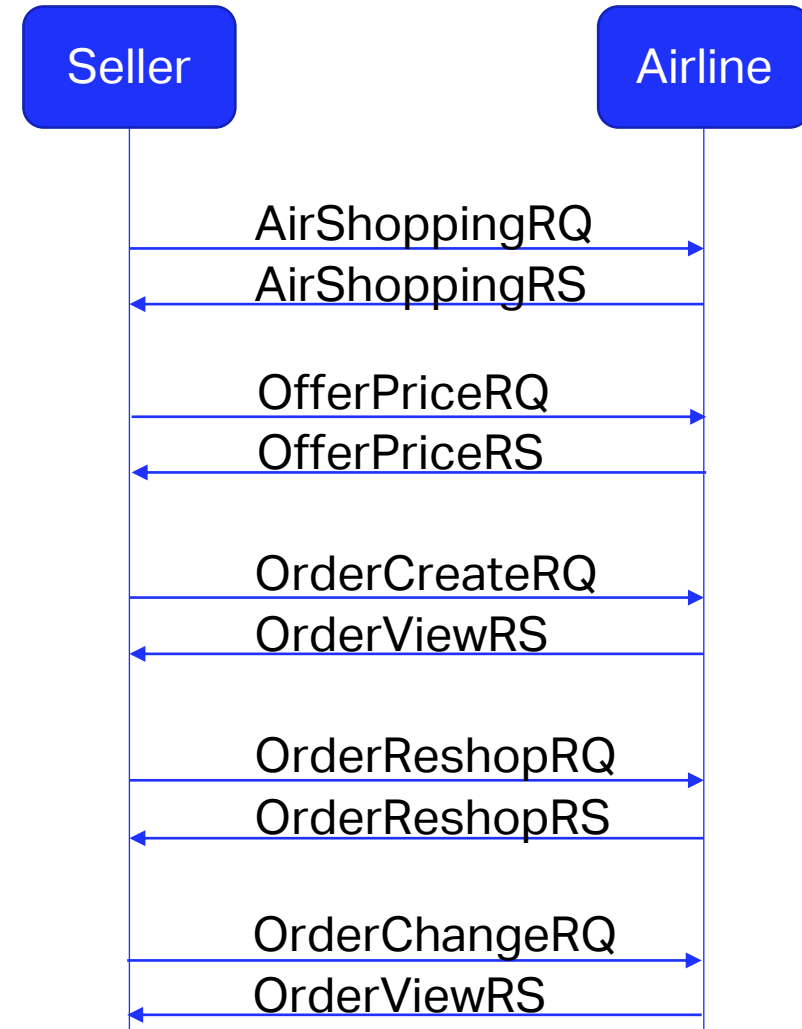 Seller
Airline
AirShoppingRQ
AirShoppingRS
OfferPriceRQ
OfferPriceRS
OrderCreateRQ
OrderViewRS
OrderReshopRQ
OrderReshopRS
OrderChangeRQ
OrderViewRS